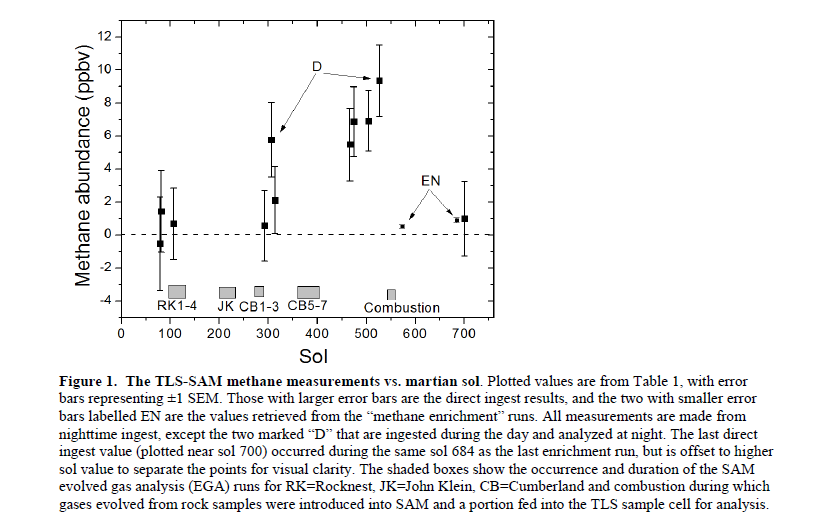 12
10
8
6
4
2
0
-2
-4
Methane abundance (ppbv)
D
EN
RK1-4
JK
CB1-3
CB5-7
Combustion
0
100
200
300
400
500
600
700
Sol
Figure 1. The TLS-SAM methane measurements vs. martian sol. Plotted values are from Table 1, with error
bars representing ±1 SEM. Those with larger error bars are the direct ingest results, and the two with smaller error
bars labelled EN are the values retrieved from the “methane enrichment” runs. All measurements are made from
nighttime ingest, except the two marked “D” that are ingested during the day and analyzed at night. The last direct
ingest value (plotted near sol 700) occurred during the same sol 684 as the last enrichment run, but is offset to higher
sol value to separate the points for visual clarity. The shaded boxes show the occurrence and duration of the SAM
evolved gas analysis (EGA) runs for RK=Rocknest, JK=John Klein, CB=Cumberland and combustion during which
gases evolved from rock samples were introduced into SAM and a portion fed into the TLS sample cell for analysis.